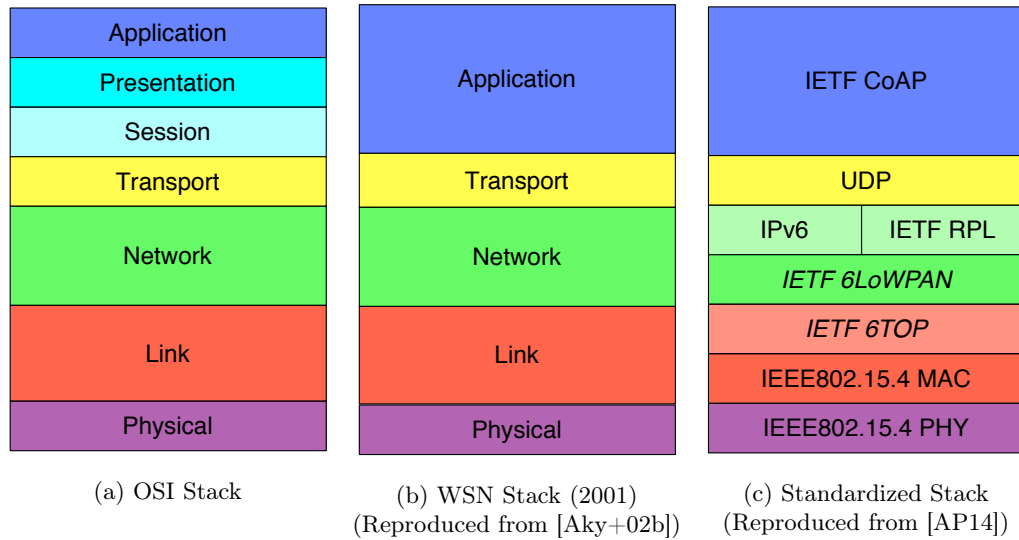 Application
Presentation
Session
Transport
Network
Link
Physical
(a) OSI Stack
Application
Transport
Network
Link
Physical
(b) WSN Stack (2001)
(Reproduced from [Aky+02b])
IETF CoAP
UDP
IPv6 IETF RPL
IETF 6LoWPAN
IETF 6TOP
IEEE802.15.4 MAC
IEEE802.15.4 PHY
(c) Standardized Stack
(Reproduced from [AP14])